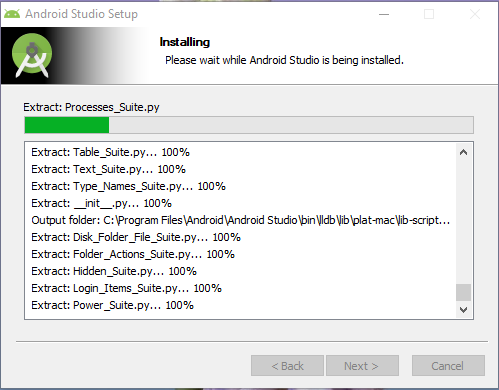 Android Studio Setup
Installing
Please wait while Android Studio is being installed.
Extract: Processes_Suite.py
Extract: Table_Suite.py... 100%
Extract: Text_Suite.py... 100%
Extract: Type_Names_Suite.py... 100%
Extract: __init__.py... 100%
Output folder: C:\Program Files\Android\Android Studio\bin\lldb\lib\plat-mac\lib-script...
Extract: Disk_Folder_File_Suite.py... 100%
Extract: Folder_Actions_Suite.py... 100%
Extract: Hidden_Suite.py... 100%
Extract: Login_Items_Suite.py... 100%
Extract: Power_Suite.py... 100%
< Back
Next >
Cancel